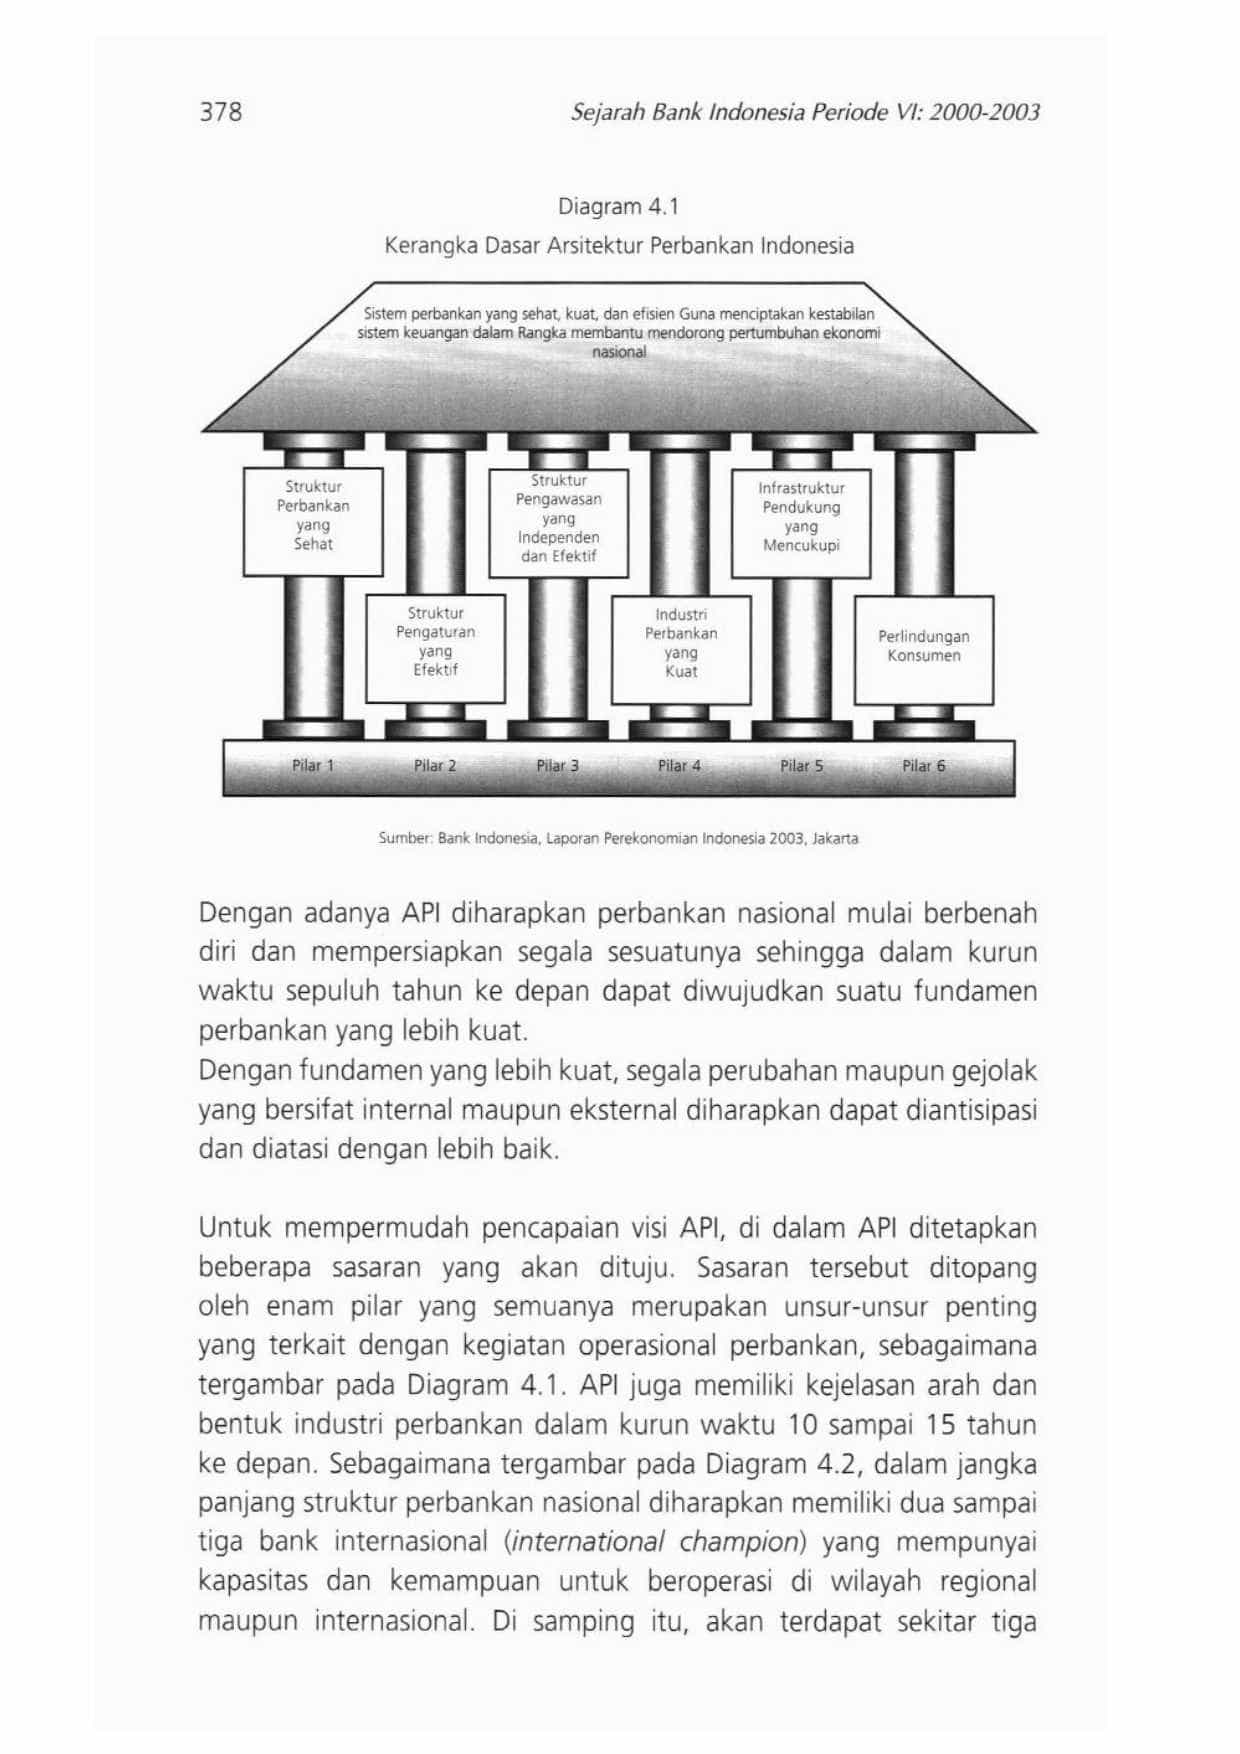 378
Sejarah Bank Indonesia Periode VI: 2000-2003
Diagram 4.1
Kerangka Dasar Arsitektur Perbankan Indonesia
Sistem perbankan yang sehat, kuat, dan efisien Guna menciptakan kestabilan
sistem keuangan dalam Rangka membantu mendorong pertumbuhan ekonomi
nasional
Struktur
Perbankan
yang
Sehat
Struktur
Pengaturan
yang
Efektif
Struktur
Pengawasan
yang
Independen
dan Efektif
Industri
Perbankan
yang
Kuat
Infrastruktur
Pendukung
yang
Mencukupi
Perlindungan
Konsumen
Pilar 1
Pilar 2
Pilar 3
Pilar 4
Pilar 5
Pilar 6
Sumber: Bank Indonesia, Laporan Perekonomian Indonesia 2003, Jakarta
Dengan adanya API diharapkan perbankan nasional mulai berbenah
diri dan mempersiapkan segala sesuatunya sehingga dalam kurun
waktu sepuluh tahun ke depan dapat diwujudkan suatu fundamen
perbankan yang lebih kuat.
Dengan fundamen yang lebih kuat, segala perubahan maupun gejolak
yang bersifat internal maupun eksternal diharapkan dapat diantisipasi
dan diatasi dengan lebih baik.
Untuk mempermudah pencapaian visi API, di dalam API ditetapkan
beberapa sasaran yang akan dituju. Sasaran tersebut ditopang
oleh enam pilar yang semuanya merupakan unsur-unsur penting
yang terkait dengan kegiatan operasional perbankan, sebagaimana
tergambar pada Diagram 4.1. API juga memiliki kejelasan arah dan
bentuk industri perbankan dalam kurun waktu 10 sampai 15 tahun
ke depan. Sebagaimana tergambar pada Diagram 4.2, dalam jangka
panjang struktur perbankan nasional diharapkan memiliki dua sampai
tiga bank internasional (international champion) yang mempunyai
kapasitas dan kemampuan untuk beroperasi di wilayah regional
maupun internasional. Di samping itu, akan terdapat sekitar tiga